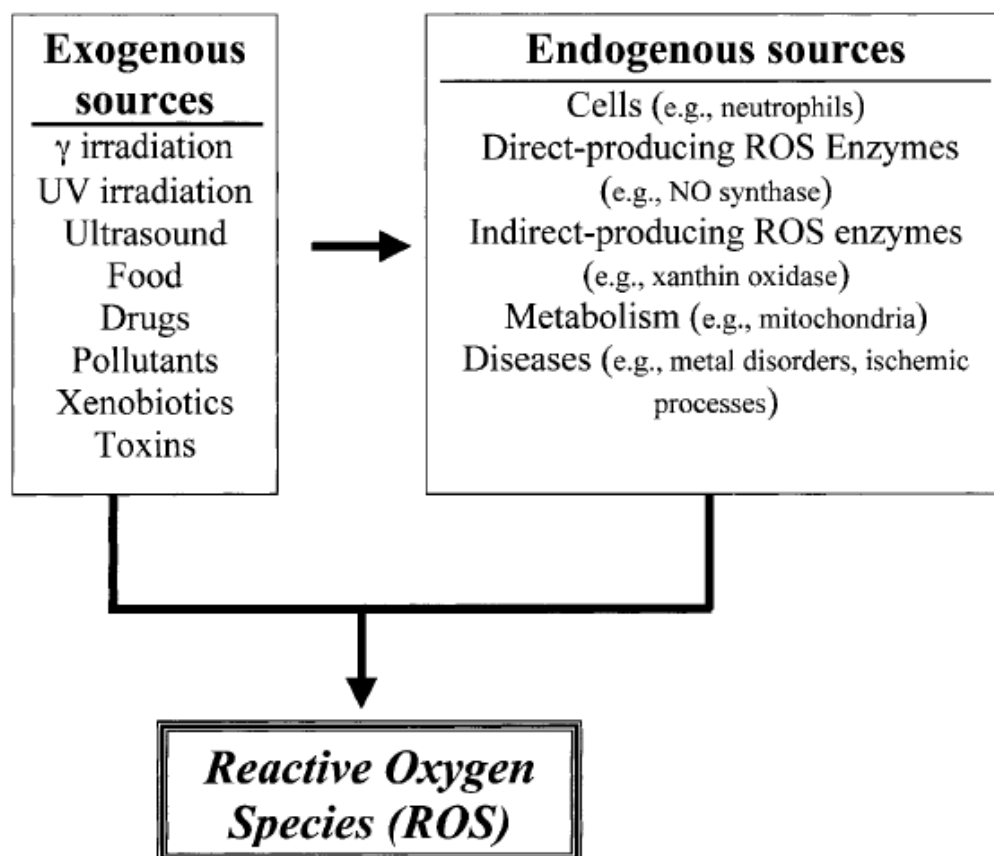 Exogenous
sources
γ irradiation
UV irradiation
Ultrasound
Food
Drugs
Pollutants
Xenobiotics
Toxins
Endogenous sources
Cells (e.g., neutrophils)
Direct-producing ROS Enzymes
(e.g., NO synthase)
Indirect-producing ROS enzymes
(e.g., xanthin oxidase)
Metabolism (e.g., mitochondria)
Diseases (e.g., metal disorders, ischemic
processes)
Reactive Oxygen
Species (ROS)